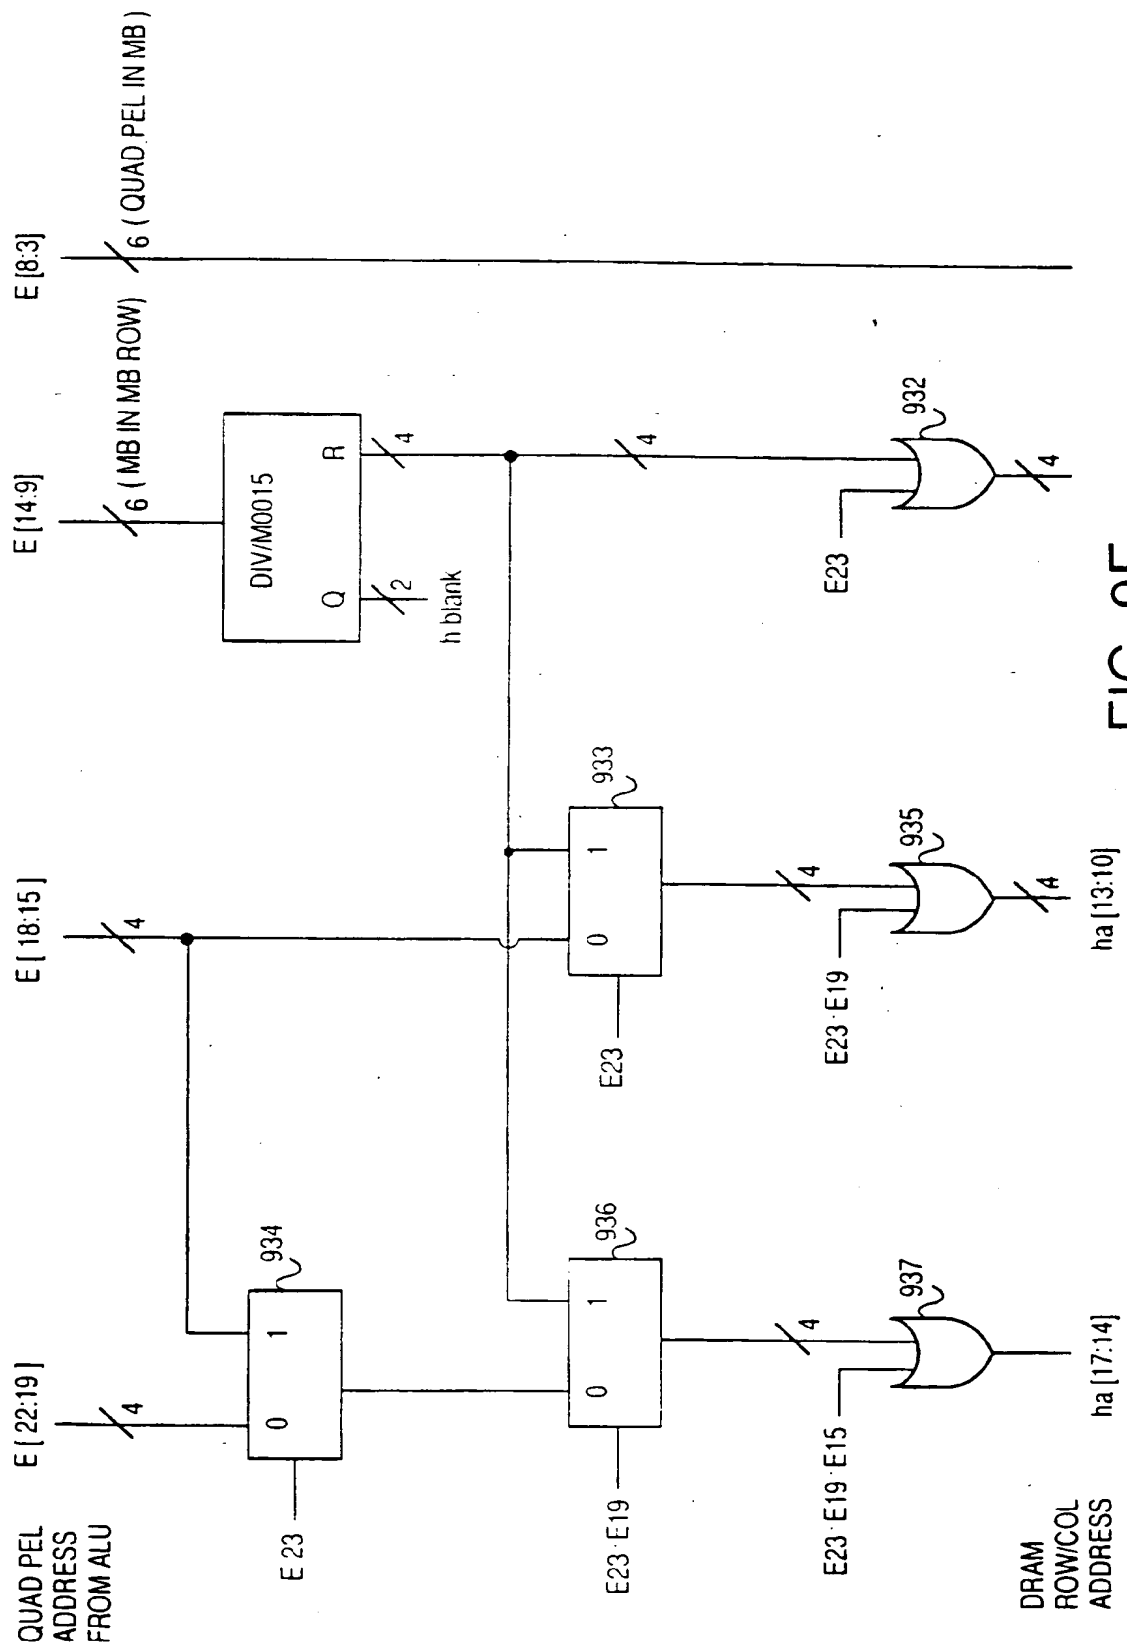 QUAD PEL
ADDRESS
FROM ALU
E [ 22:19 ]
E [ 18:15 ]
E [14:9]
E [8:3]
4
4
6 ( MB IN MB ROW)
6 ( QUAD PEL IN MB )
934
0 1
E 23
DIV/M0015
Q R
2
4
h blank
936
0 1
E23 · E19
933
0 1
E23
4
4
4
E23 · E19 · E15
937
E23 · E19
935
E23
932
4
4
DRAM
ROW/COL
ADDRESS
ha [17:14]
ha [13:10]